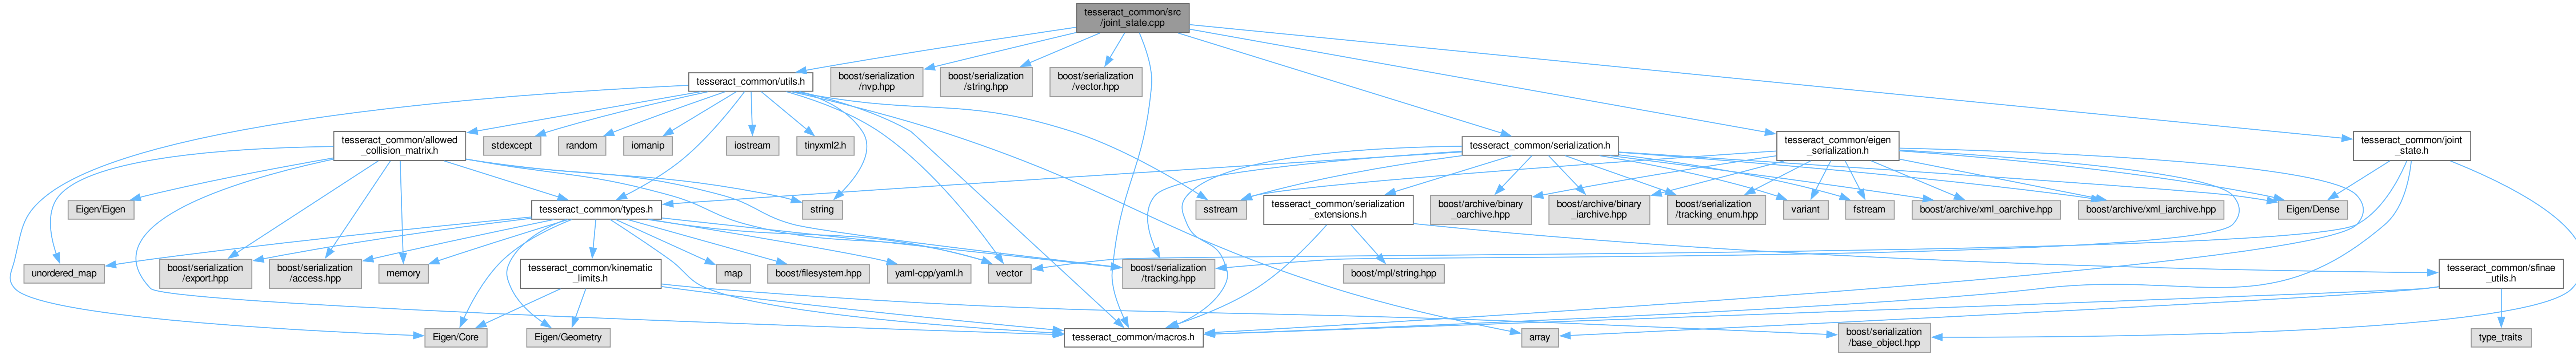 tesseract_common/src
/joint_state.cpp
tesseract_common/utils.h
boost/serialization
/nvp.hpp
boost/serialization
/string.hpp
boost/serialization
/vector.hpp
tesseract_common/allowed
_collision_matrix.h
stdexcept
random
iomanip
iostream
tinyxml2.h
tesseract_common/serialization.h
tesseract_common/eigen
_serialization.h
tesseract_common/joint
_state.h
Eigen/Eigen
tesseract_common/types.h
string
sstream
tesseract_common/serialization
_extensions.h
boost/archive/binary
_oarchive.hpp
boost/archive/binary
_iarchive.hpp
boost/serialization
/tracking_enum.hpp
variant
fstream
boost/archive/xml_oarchive.hpp
boost/archive/xml_iarchive.hpp
Eigen/Dense
unordered_map
boost/serialization
/export.hpp
boost/serialization
/access.hpp
memory
tesseract_common/kinematic
_limits.h
map
boost/filesystem.hpp
yaml-cpp/yaml.h
vector
boost/serialization
/tracking.hpp
boost/mpl/string.hpp
tesseract_common/sfinae
_utils.h
Eigen/Core
Eigen/Geometry
tesseract_common/macros.h
array
boost/serialization
/base_object.hpp
type_traits